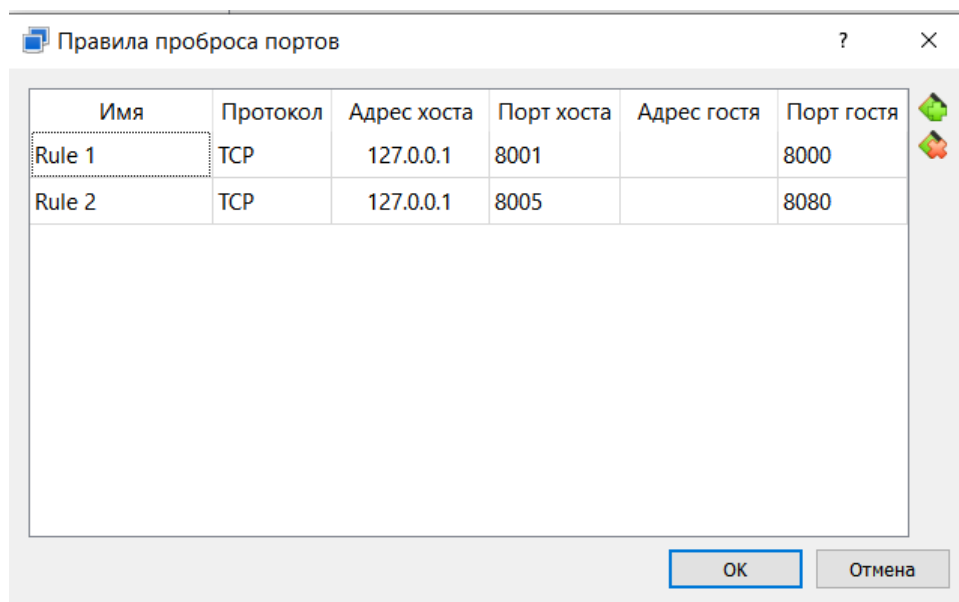 Правила проброса портов ?
Имя Протокол Адрес хоста Порт хоста Адрес гостя Порт гостя
Rule 1 TCP 127.0.0.1 8001 8000
Rule 2 TCP 127.0.0.1 8005 8080
OK Отмена